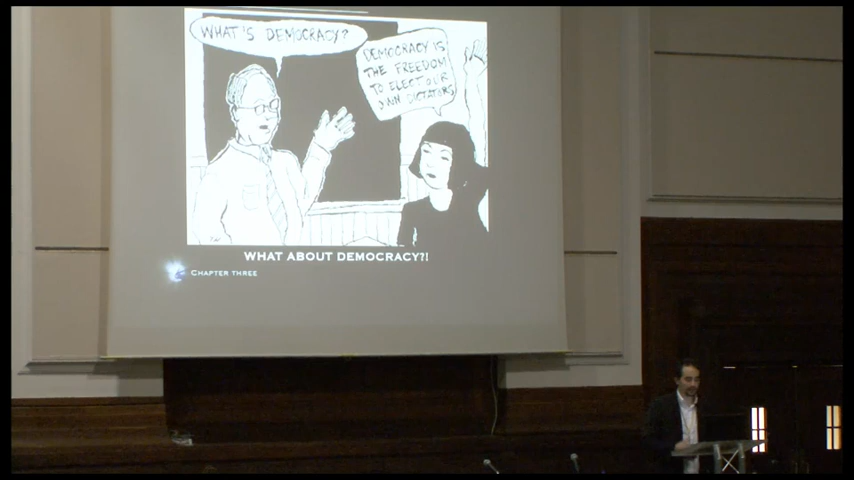 WHAT'S DEMOCRACY?
DEMOCRACY IS
THE FREEDOM
TO ELECT OUR
OWN DICTATORS
WHAT ABOUT DEMOCRACY?!
CHAPTER THREE